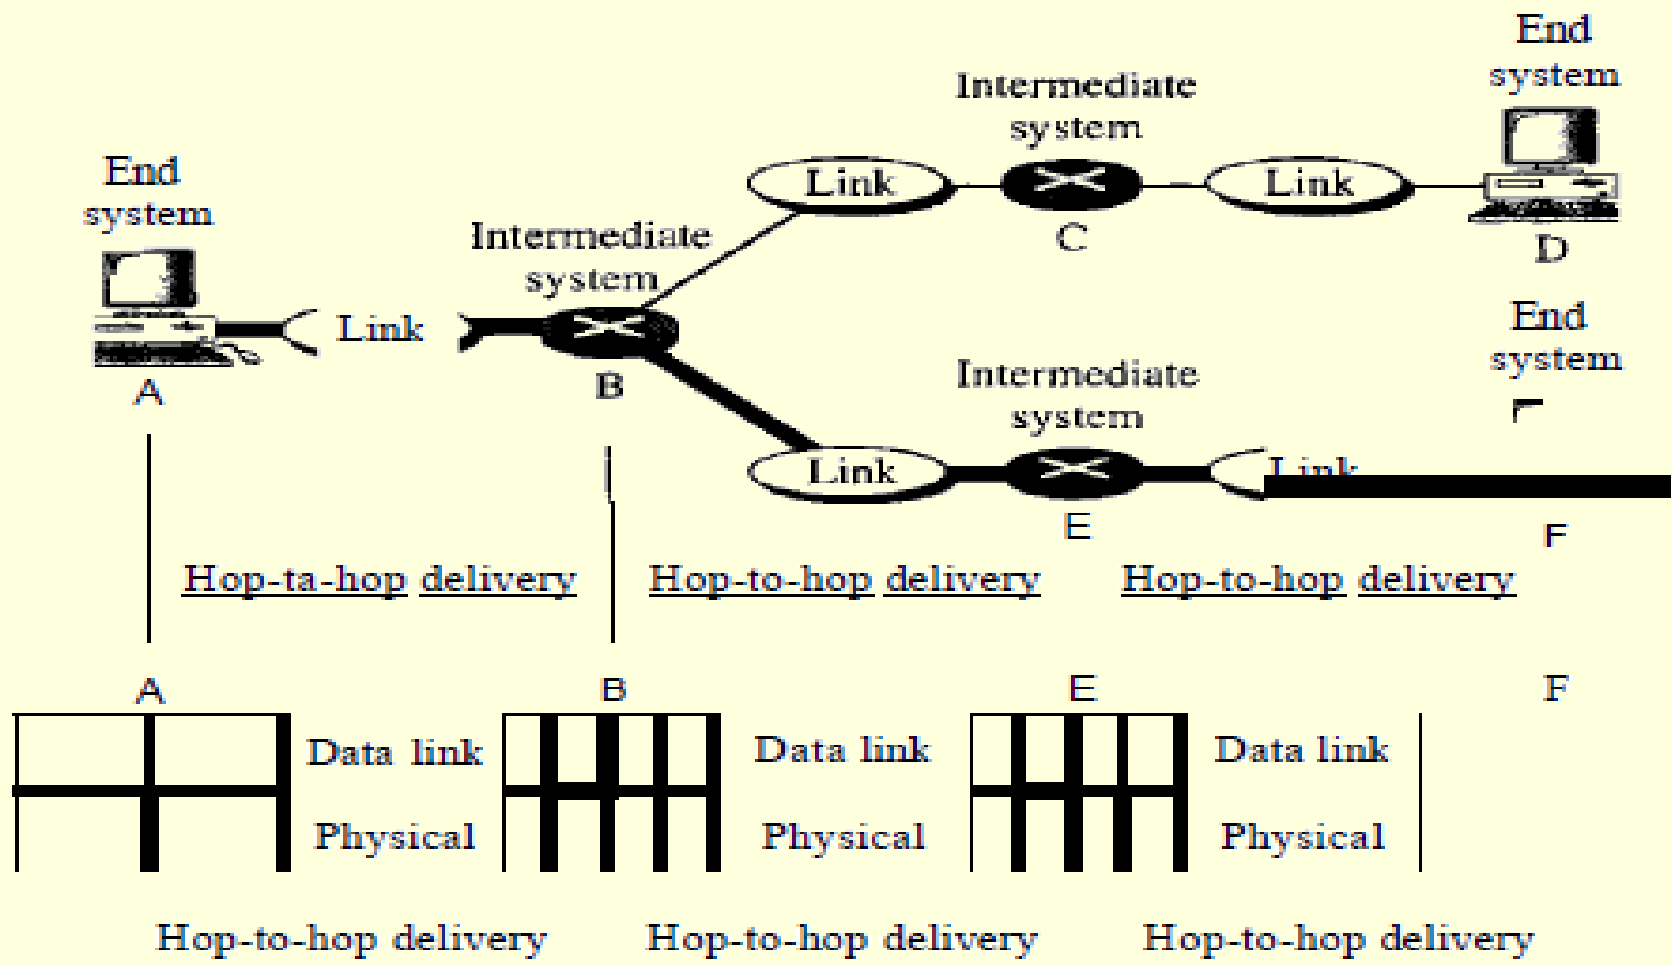 End
system
Intermediate
system
Link
Link
C
D
End
system
Intermediate
system
Link
A
B
End
system
Intermediate
system
Link
Link
E
F
Hop-ta-hop delivery
Hop-to-hop delivery
Hop-to-hop delivery
A
B
E
F
Data link
Data link
Data link
Physical
Physical
Physical
Hop-to-hop delivery
Hop-to-hop delivery
Hop-to-hop delivery